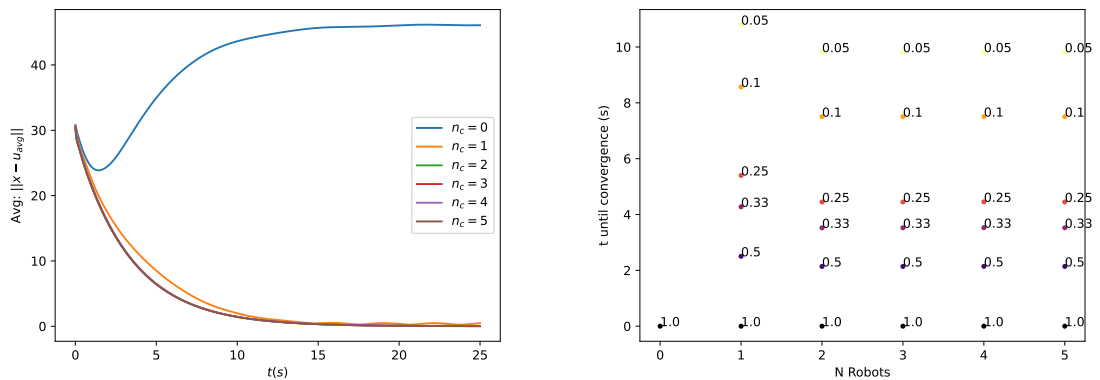 40
30
20
10
0
Avg: ||x − u_avg||
n_c = 0
n_c = 1
n_c = 2
n_c = 3
n_c = 4
n_c = 5
0 5 10 15 20 25
t(s)
10
8
6
4
2
0
t until convergence (s)
0.05
0.05 0.05 0.05 0.05
0.1
0.1 0.1 0.1 0.1
0.25
0.25 0.25 0.25 0.25
0.33
0.33 0.33 0.33 0.33
0.5
0.5 0.5 0.5 0.5
1.0 1.0 1.0 1.0 1.0 1.0
0 1 2 3 4 5
N Robots